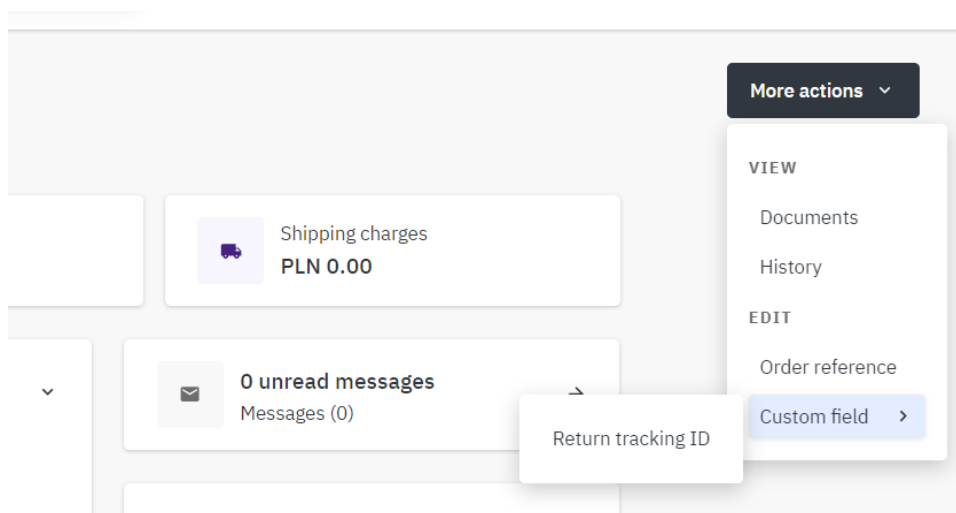 More actions
VIEW
Documents
History
EDIT
Order reference
Custom field
Return tracking ID
Shipping charges
PLN 0.00
0 unread messages
Messages (0)